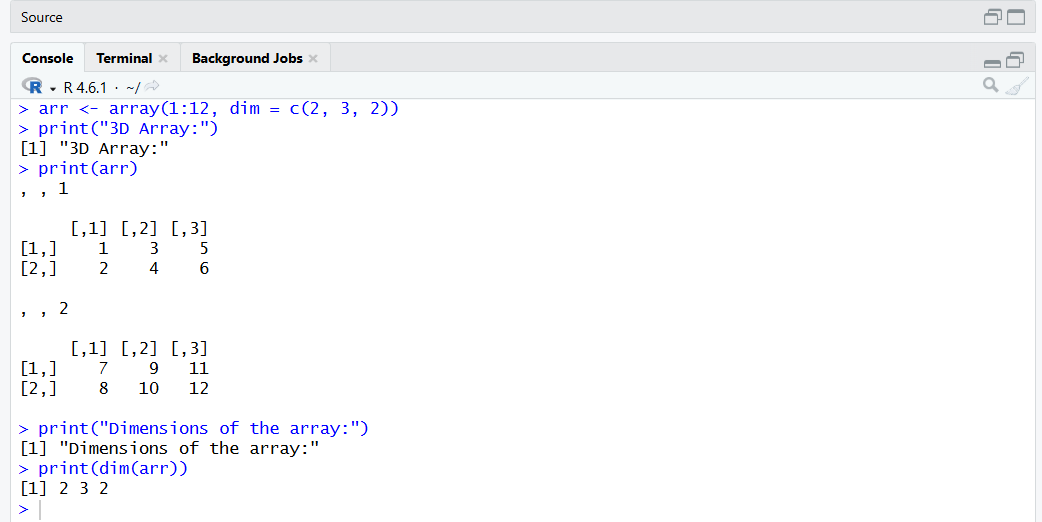 Source
Console Terminal Background Jobs
R R 4.6.1 · ~/
> arr <- array(1:12, dim = c(2, 3, 2))
> print("3D Array:")
[1] "3D Array:"
> print(arr)
, , 1
     [,1] [,2] [,3]
[1,]    1    3    5
[2,]    2    4    6
, , 2
     [,1] [,2] [,3]
[1,]    7    9   11
[2,]    8   10   12
> print("Dimensions of the array:")
[1] "Dimensions of the array:"
> print(dim(arr))
[1] 2 3 2
>